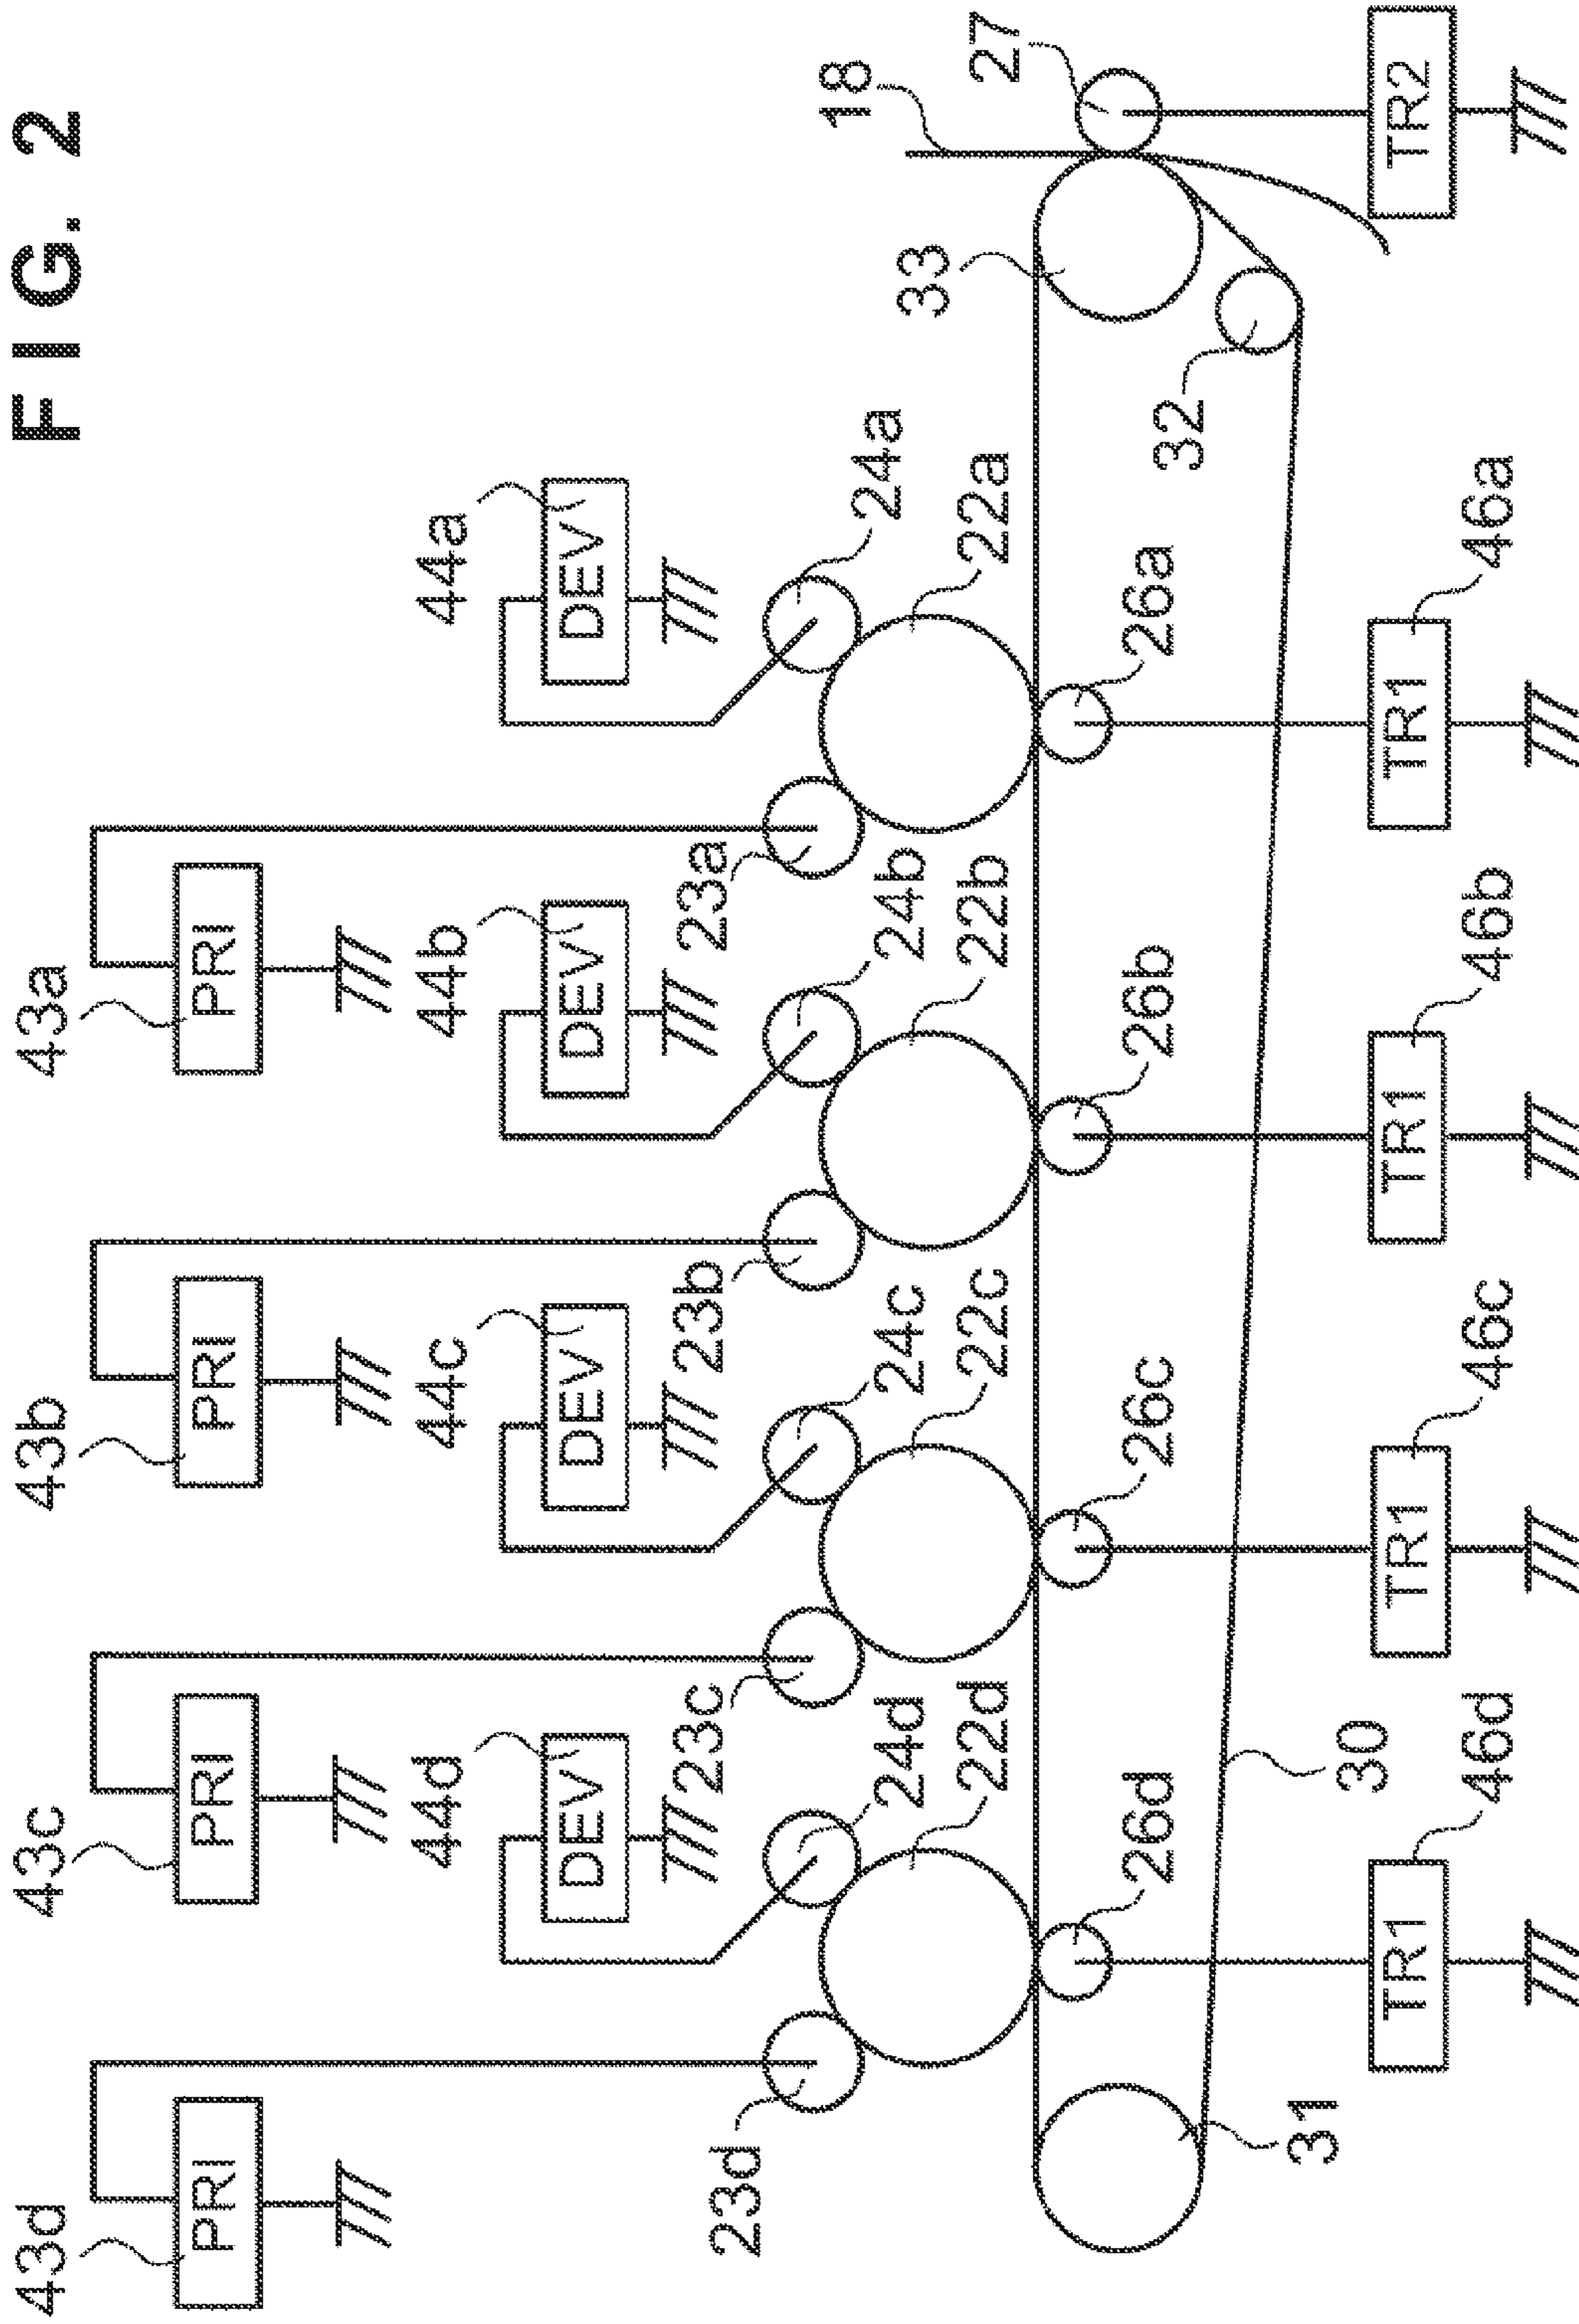 FIG. 2
43d
43c
43b
43a
PRI
PRI
PRI
PRI
44d
44c
44b
44a
DEV
DEV
DEV
DEV
23d
23c
23b
23a
24d
24c
24b
24a
22d
22c
22b
22a
18
27
33
32
26d
26c
26b
26a
31
30
TR1
TR1
TR1
TR1
TR2
46d
46c
46b
46a